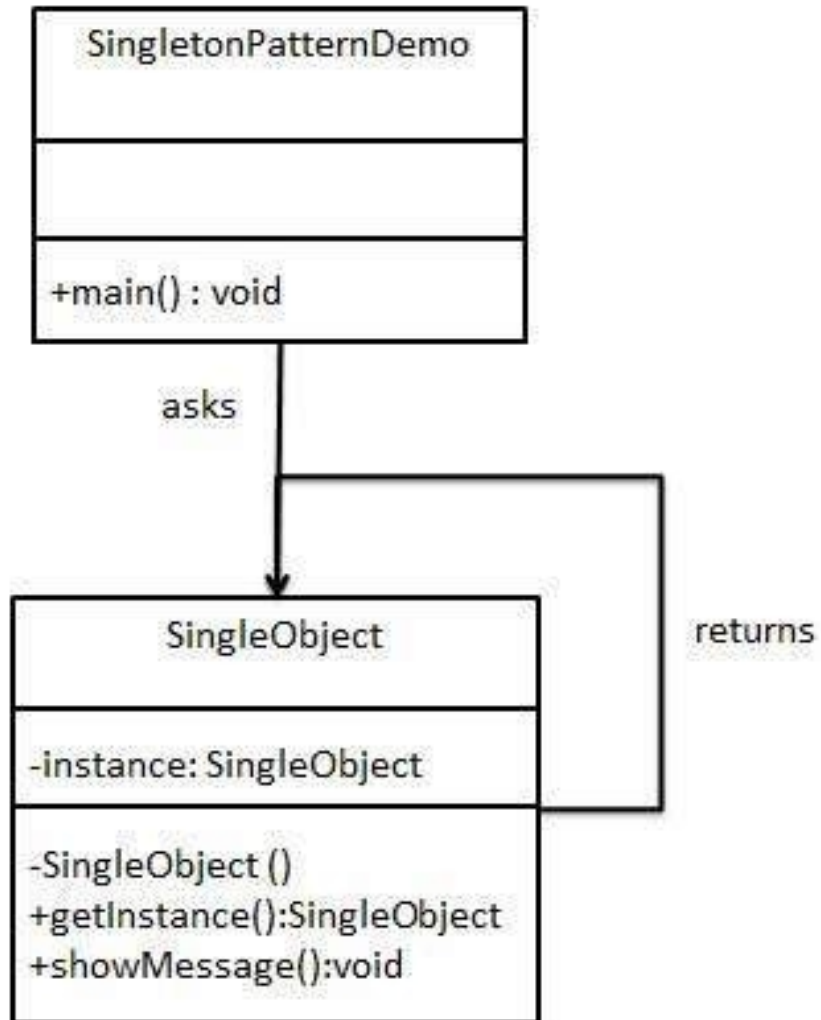 SingletonPatternDemo
+main() : void
asks
SingleObject
returns
-instance: SingleObject
-SingleObject ()
+getInstance():SingleObject
+showMessage():void